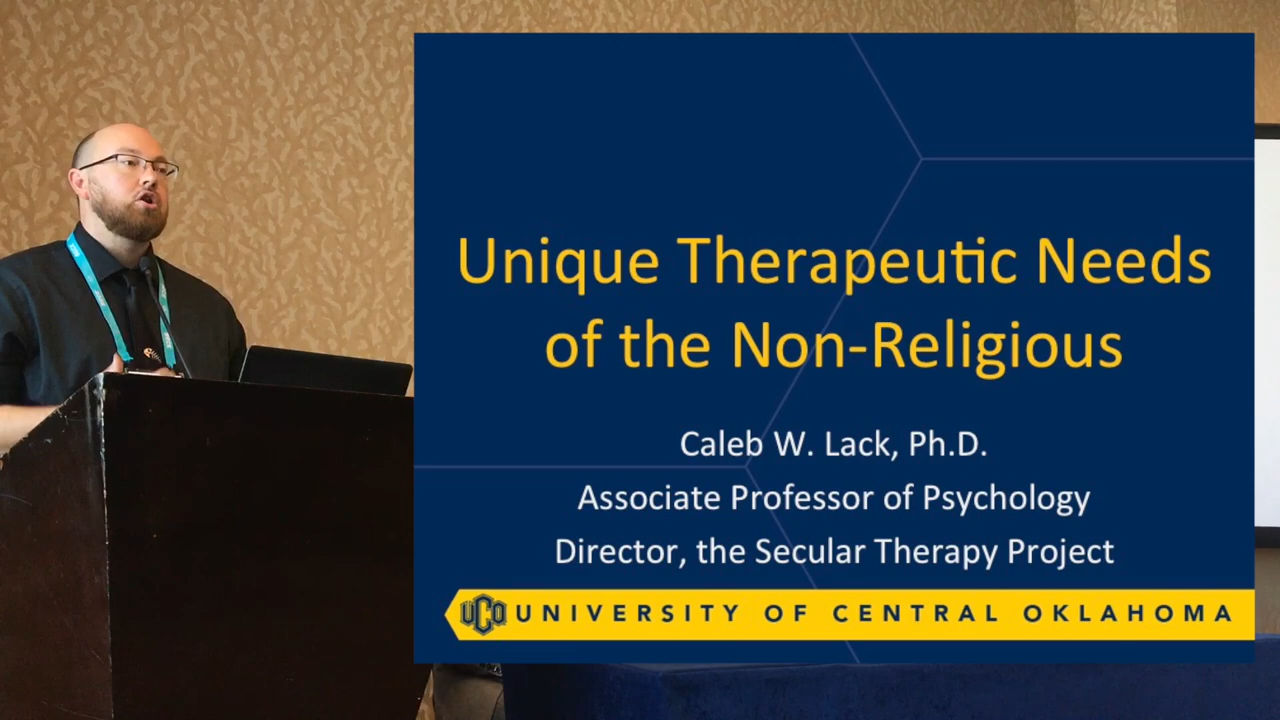 Unique Therapeutic Needs
of the Non-Religious
Caleb W. Lack, Ph.D.
Associate Professor of Psychology
Director, the Secular Therapy Project
UCO UNIVERSITY OF CENTRAL OKLAHOMA